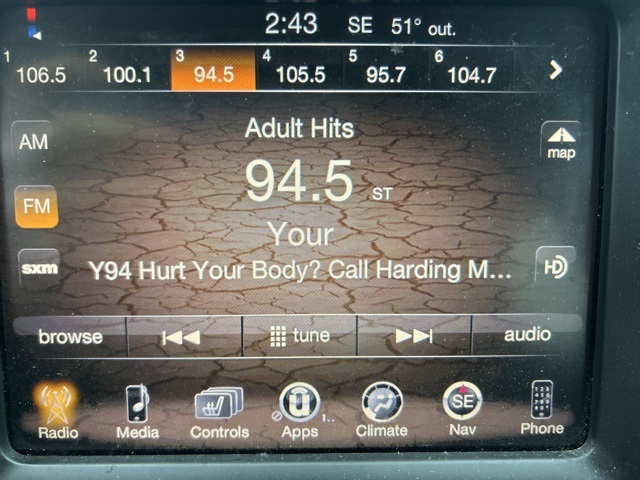 2:43 SE 51° out.
1 106.5 2 100.1 3 94.5 4 105.5 5 95.7 6 104.7
Adult Hits
AM
map
94.5 ST
FM
Your
sxm Y94 Hurt Your Body? Call Harding M... HD
browse tune audio
SE
1..
Radio Media Controls Apps Climate Nav Phone